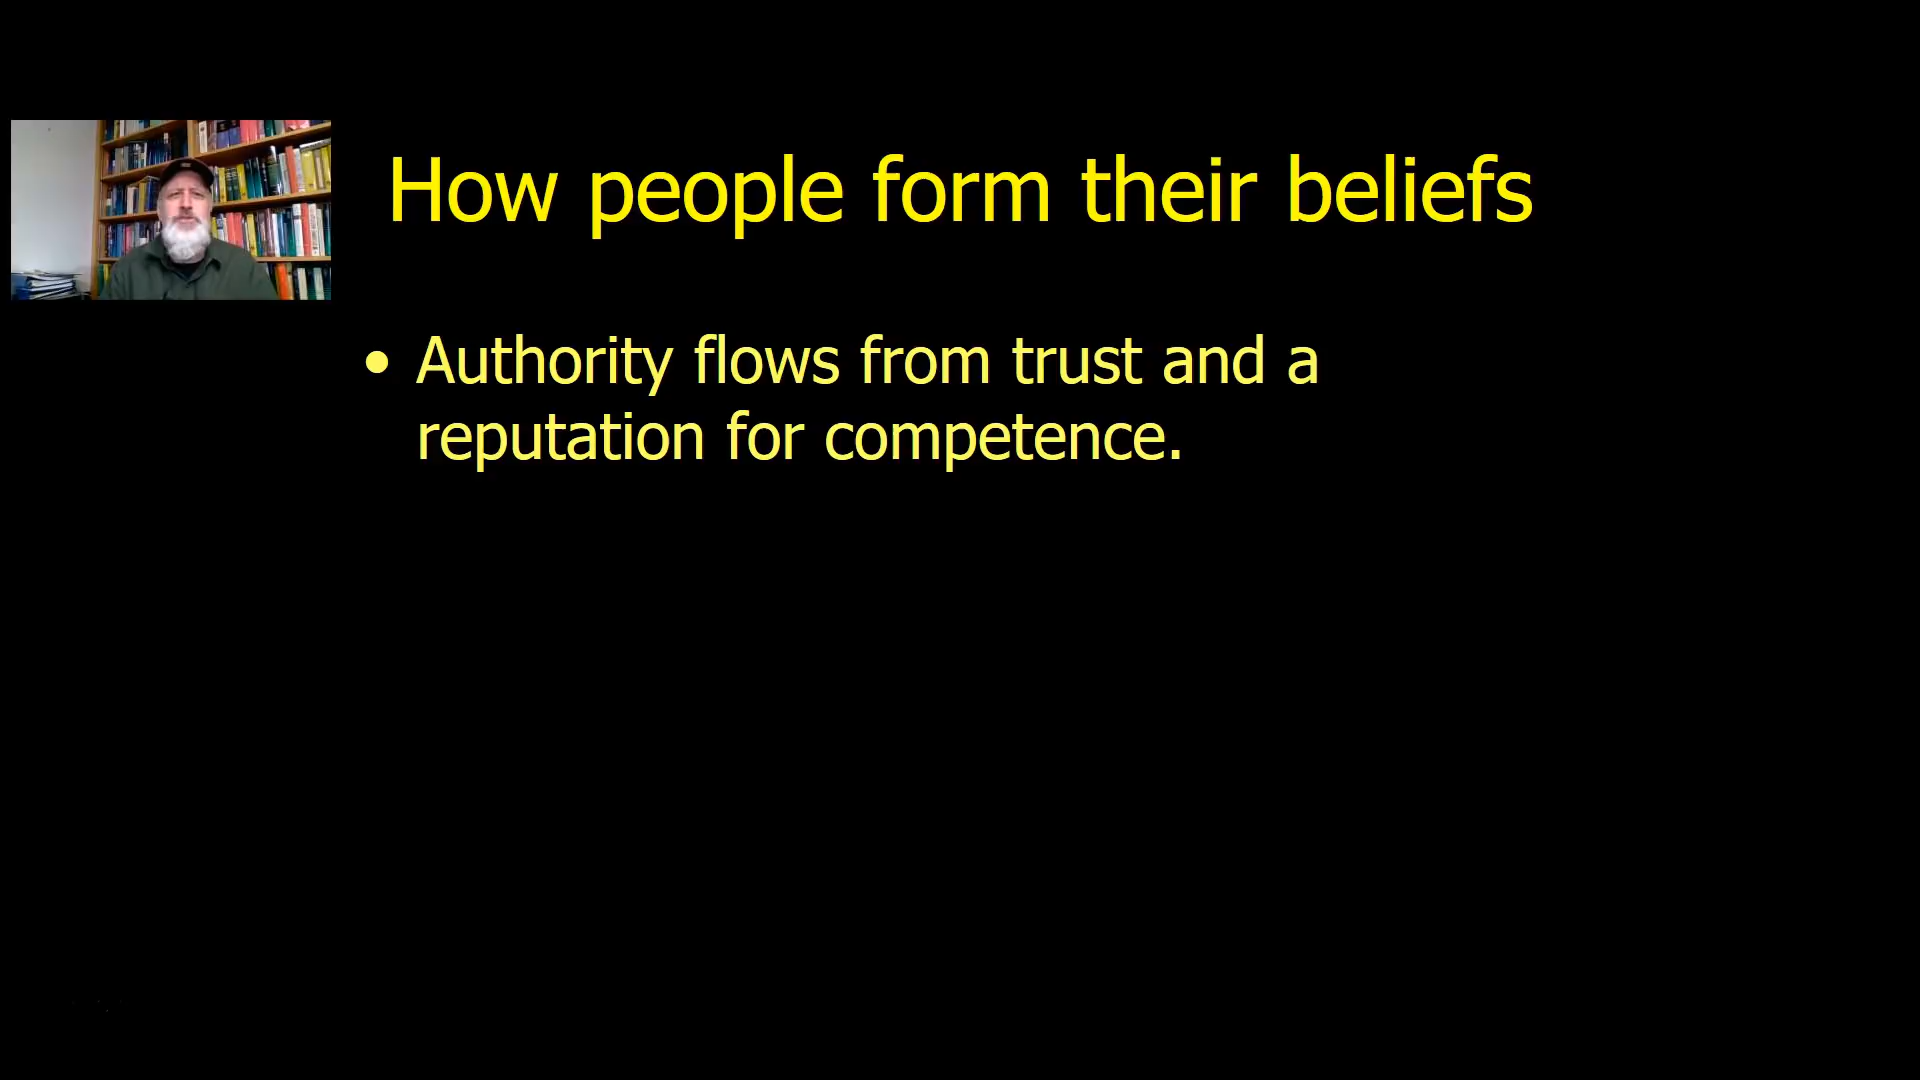 How people form their beliefs
• Authority flows from trust and a
reputation for competence.